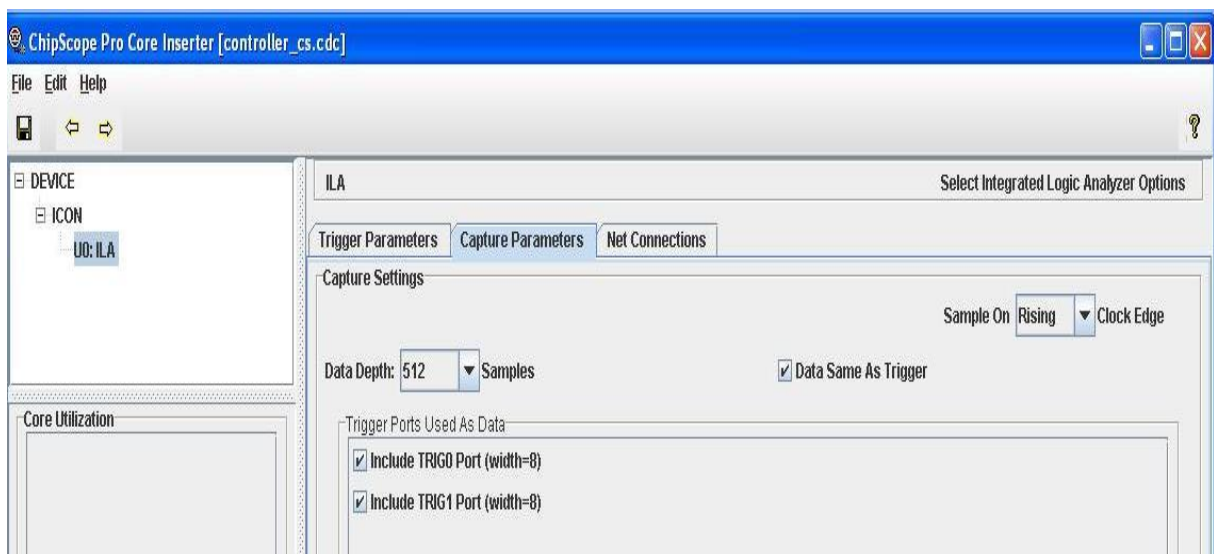 ChipScope Pro Core Inserter [controller_cs.cdc]
File Edit Help
DEVICE
ICON
U0: ILA
Core Utilization
ILA Select Integrated Logic Analyzer Options
Trigger Parameters Capture Parameters Net Connections
Capture Settings
Sample On Rising Clock Edge
Data Depth: 512 Samples Data Same As Trigger
Trigger Ports Used As Data
Include TRIG0 Port (width=8)
Include TRIG1 Port (width=8)